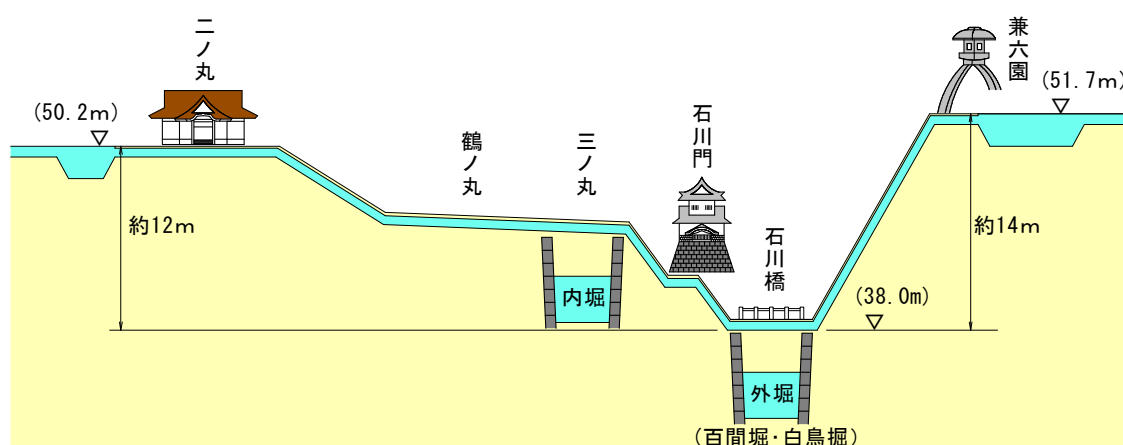 二ノ丸
(50.2m)
鶴ノ丸
三ノ丸
石川門
石川橋
兼六園
(51.7m)
約12m
約14m
(38.0m)
内堀
外堀
(百間堀・白鳥掘)